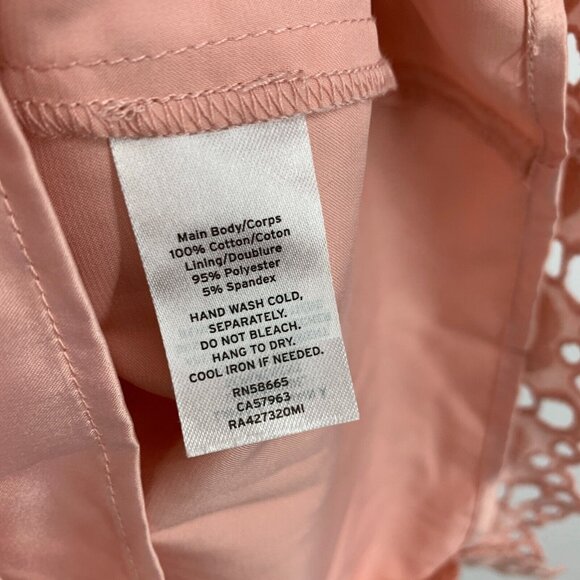 Main Body/Corps
100% Cotton/Coton
Lining/Doublure
95% Polyester
5% Spandex
HAND WASH COLD,
SEPARATELY.
DO NOT BLEACH.
HANG TO DRY.
COOL IRON IF NEEDED.
RN58665
CA57963
RA427320MI